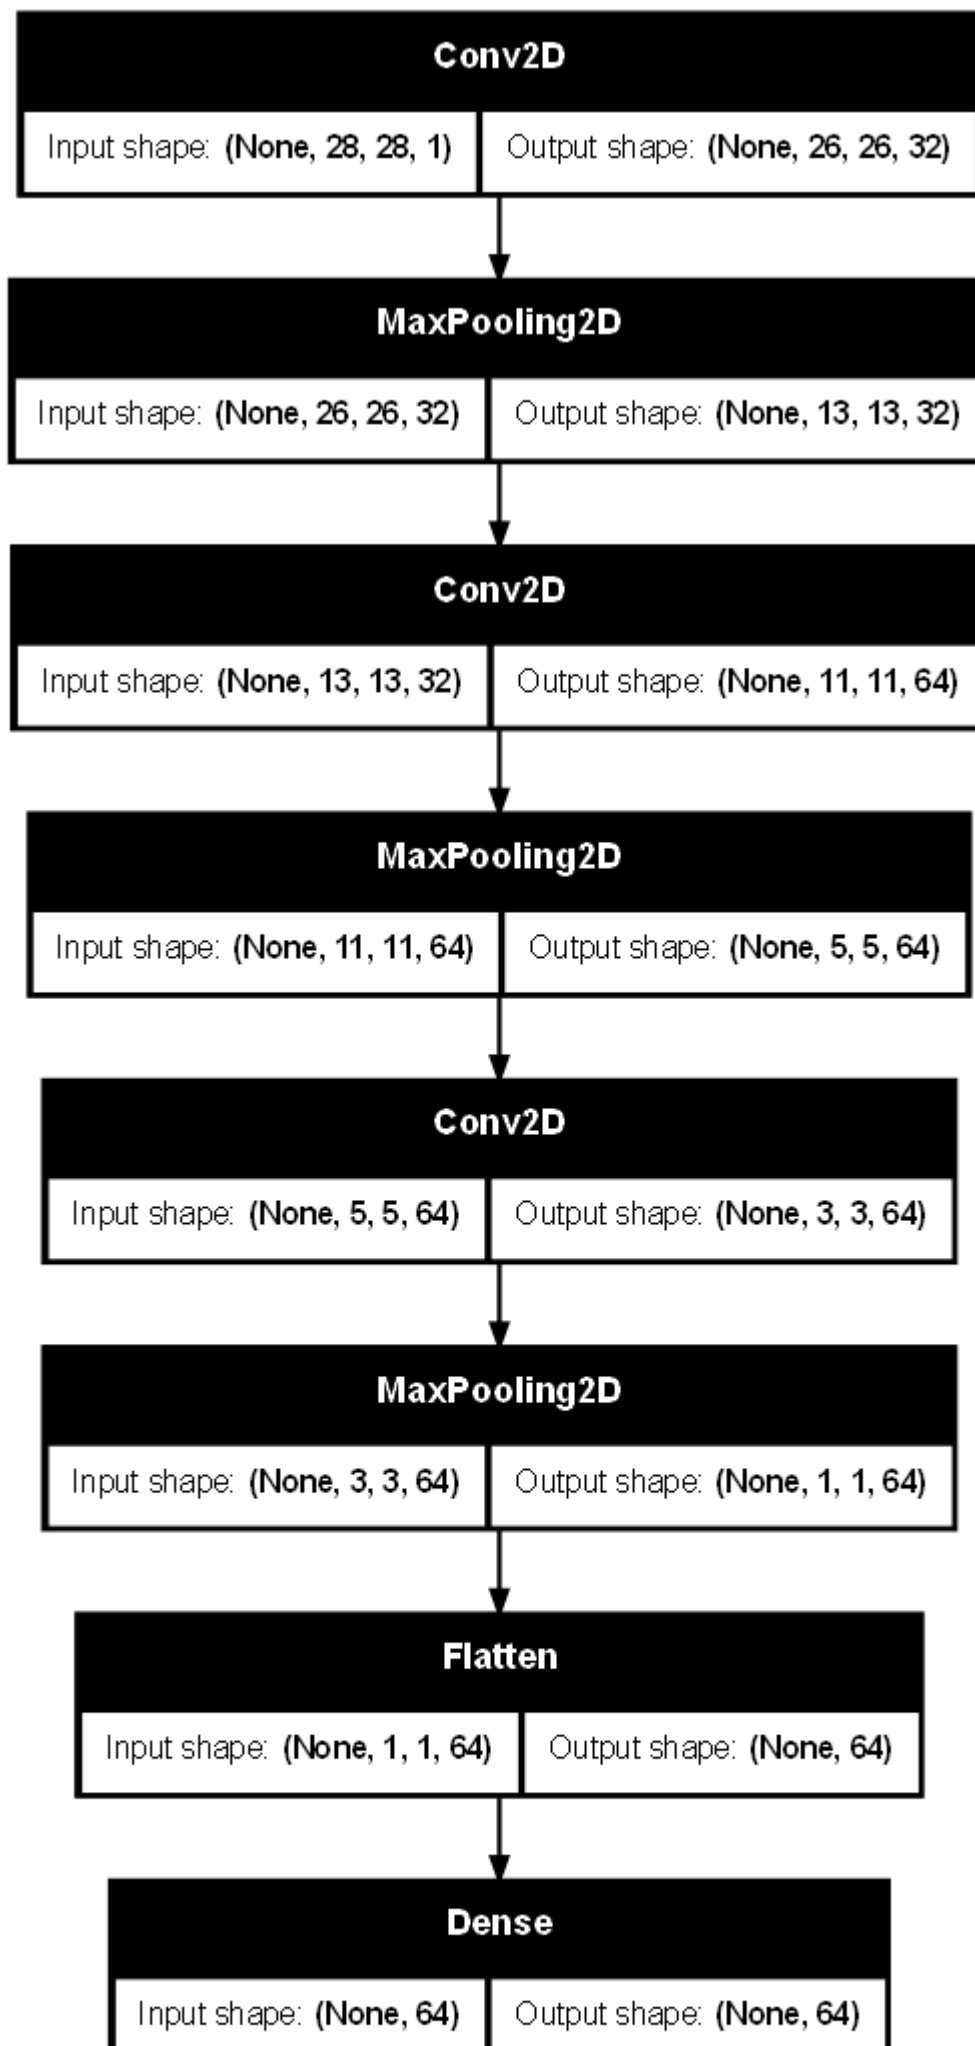 Conv2D
Input shape: (None, 28, 28, 1) Output shape: (None, 26, 26, 32)
MaxPooling2D
Input shape: (None, 26, 26, 32) Output shape: (None, 13, 13, 32)
Conv2D
Input shape: (None, 13, 13, 32) Output shape: (None, 11, 11, 64)
MaxPooling2D
Input shape: (None, 11, 11, 64) Output shape: (None, 5, 5, 64)
Conv2D
Input shape: (None, 5, 5, 64) Output shape: (None, 3, 3, 64)
MaxPooling2D
Input shape: (None, 3, 3, 64) Output shape: (None, 1, 1, 64)
Flatten
Input shape: (None, 1, 1, 64) Output shape: (None, 64)
Dense
Input shape: (None, 64) Output shape: (None, 64)